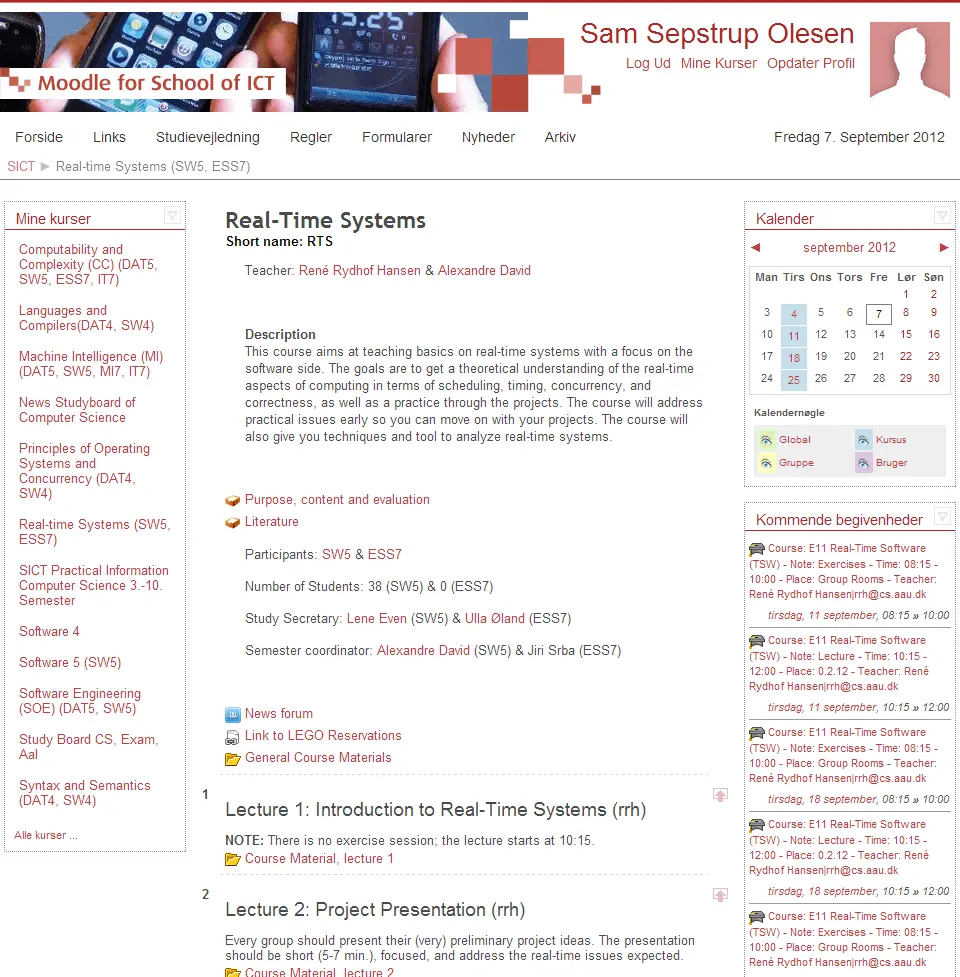 15.25
Moodle for School of ICT
Sam Sepstrup Olesen
Log Ud Mine Kurser Opdater Profil
Forside Links Studievejledning Regler Formularer Nyheder Arkiv Fredag 7. September 2012
SICT ► Real-time Systems (SW5, ESS7)
Mine kurser
Computability and
Complexity (CC) (DAT5,
SW5, ESS7, IT7)
Languages and
Compilers(DAT4, SW4)
Machine Intelligence (MI)
(DAT5, SW5, MI7, IT7)
News Studyboard of
Computer Science
Principles of Operating
Systems and
Concurrency (DAT4,
SW4)
Real-time Systems (SW5,
ESS7)
SICT Practical Information
Computer Science 3.-10.
Semester
Software 4
Software 5 (SW5)
Software Engineering
(SOE) (DAT5, SW5)
Study Board CS, Exam,
Aal
Syntax and Semantics
(DAT4, SW4)
Alle kurser ...
Real-Time Systems
Short name: RTS
Teacher: René Rydhof Hansen & Alexandre David
Description
This course aims at teaching basics on real-time systems with a focus on the
software side. The goals are to get a theoretical understanding of the real-time
aspects of computing in terms of scheduling, timing, concurrency, and
correctness, as well as a practice through the projects. The course will address
practical issues early so you can move on with your projects. The course will
also give you techniques and tool to analyze real-time systems.
Purpose, content and evaluation
Literature
Participants: SW5 & ESS7
Number of Students: 38 (SW5) & 0 (ESS7)
Study Secretary: Lene Even (SW5) & Ulla Øland (ESS7)
Semester coordinator: Alexandre David (SW5) & Jiri Srba (ESS7)
News forum
Link to LEGO Reservations
General Course Materials
1
Lecture 1: Introduction to Real-Time Systems (rrh)
NOTE: There is no exercise session; the lecture starts at 10:15.
Course Material, lecture 1
2
Lecture 2: Project Presentation (rrh)
Every group should present their (very) preliminary project ideas. The presentation
should be short (5-7 min.), focused, and address the real-time issues expected.
Course Material, lecture 2
Kalender
◄ september 2012 ►
Man Tirs Ons Tors Fre Lør Søn
1 2
3 4 5 6 7 8 9
10 11 12 13 14 15 16
17 18 19 20 21 22 23
24 25 26 27 28 29 30
Kalendernøgle
Global Kursus
Gruppe Bruger
Kommende begivenheder
Course: E11 Real-Time Software
(TSW) - Note: Exercises - Time: 08:15 -
10:00 - Place: Group Rooms - Teacher:
René Rydhof Hansen|rrh@cs.aau.dk
tirsdag, 11 september, 08:15 » 10:00
Course: E11 Real-Time Software
(TSW) - Note: Lecture - Time: 10:15 -
12:00 - Place: 0.2.12 - Teacher: René
Rydhof Hansen|rrh@cs.aau.dk
tirsdag, 11 september, 10:15 » 12:00
Course: E11 Real-Time Software
(TSW) - Note: Exercises - Time: 08:15 -
10:00 - Place: Group Rooms - Teacher:
René Rydhof Hansen|rrh@cs.aau.dk
tirsdag, 18 september, 08:15 » 10:00
Course: E11 Real-Time Software
(TSW) - Note: Lecture - Time: 10:15 -
12:00 - Place: 0.2.12 - Teacher: René
Rydhof Hansen|rrh@cs.aau.dk
tirsdag, 18 september, 10:15 » 12:00
Course: E11 Real-Time Software
(TSW) - Note: Exercises - Time: 08:15 -
10:00 - Place: Group Rooms - Teacher:
René Rydhof Hansen|rrh@cs.aau.dk